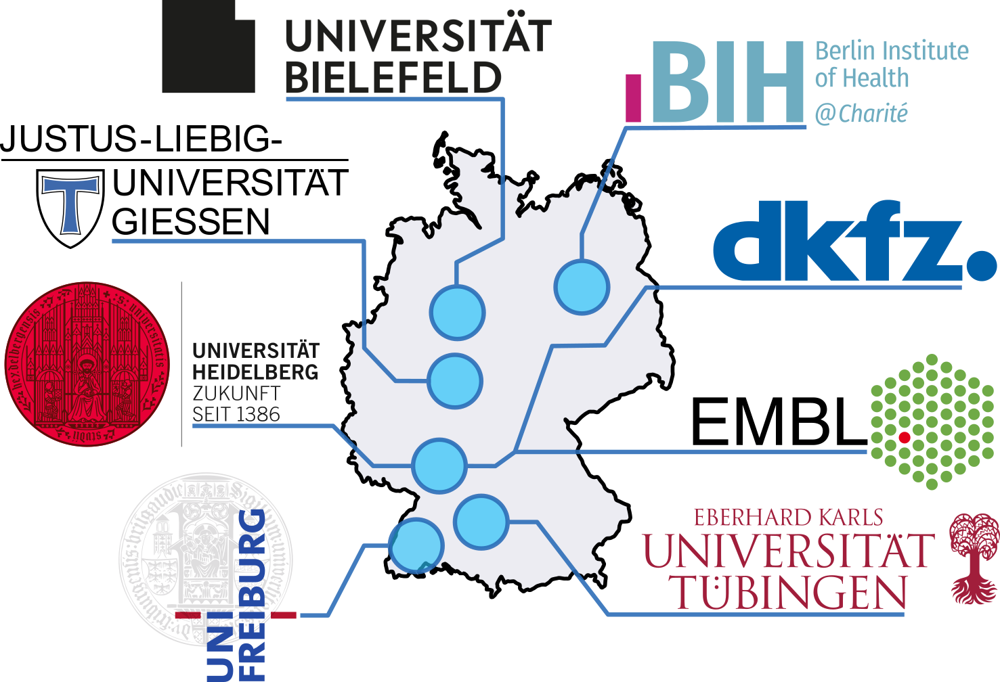 UNIVERSITÄT
BIELEFELD
BIH
Berlin Institute
of Health
@Charité
JUSTUS-LIEBIG-
UNIVERSITÄT
GIESSEN
dkfz.
UNIVERSITÄT
HEIDELBERG
ZUKUNFT
SEIT 1386
EMBL
UNI
FREIBURG
EBERHARD KARLS
UNIVERSITÄT
TÜBINGEN